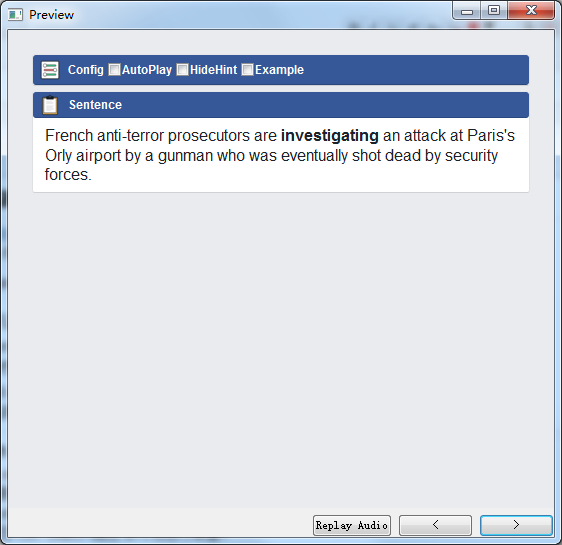 Preview
Config AutoPlay HideHint Example
Sentence
French anti-terror prosecutors are investigating an attack at Paris's
Orly airport by a gunman who was eventually shot dead by security
forces.
Replay Audio < >